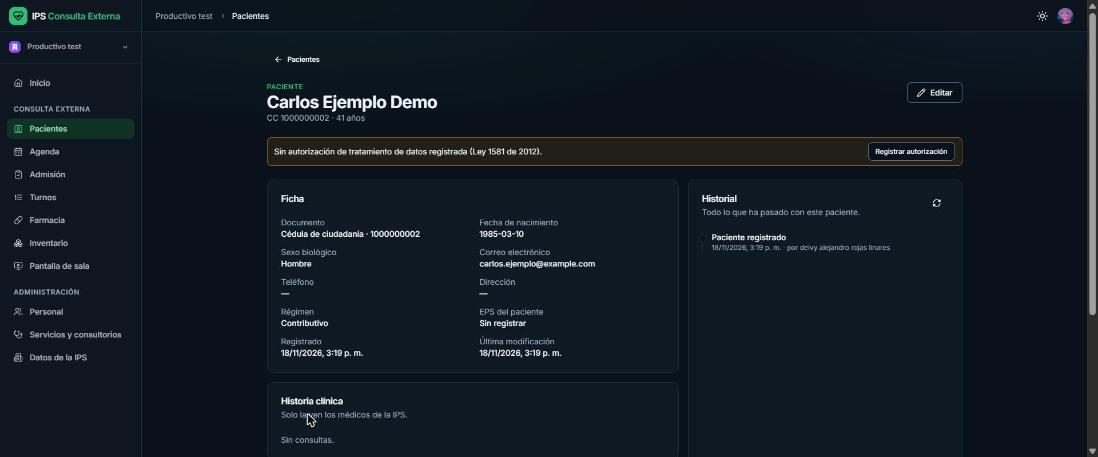 IPS Consulta Externa
Productivo test
Inicio
CONSULTA EXTERNA
Pacientes
Agenda
Admisión
Turnos
Farmacia
Inventario
Pantalla de sala
ADMINISTRACIÓN
Personal
Servicios y consultorios
Datos de la IPS
Productivo test > Pacientes
← Pacientes
PACIENTE
Carlos Ejemplo Demo
CC 1000000002 · 41 años
Editar
Sin autorización de tratamiento de datos registrada (Ley 1581 de 2012).
Registrar autorización
Ficha
Documento
Cédula de ciudadanía · 1000000002
Fecha de nacimiento
1985-03-10
Sexo biológico
Hombre
Correo electrónico
carlos.ejemplo@example.com
Teléfono
—
Dirección
—
Régimen
Contributivo
EPS del paciente
Sin registrar
Registrado
18/11/2026, 3:19 p. m.
Última modificación
18/11/2026, 3:19 p. m.
Historia clínica
Solo la ven los médicos de la IPS.
Sin consultas.
Historial
Todo lo que ha pasado con este paciente.
Paciente registrado
18/11/2026, 3:19 p. m. · por deivy alejandro rojas linares